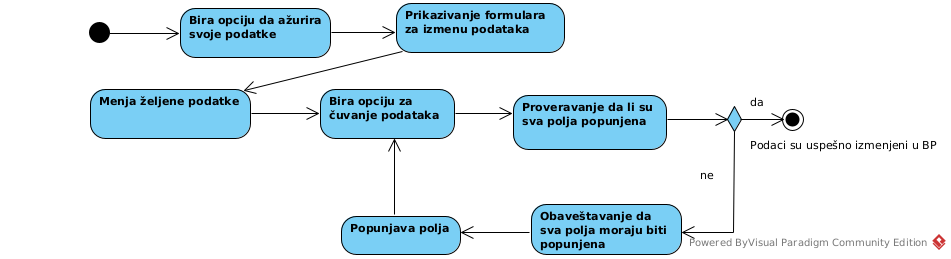 Bira opciju da ažurira
svoje podatke
Prikazivanje formulara
za izmenu podataka
Menja željene podatke
Bira opciju za
čuvanje podataka
Proveravanje da li su
sva polja popunjena
da
Podaci su uspešno izmenjeni u BP
ne
Obaveštavanje da
sva polja moraju biti
popunjena
Popunjava polja
Powered ByVisual Paradigm Community Edition